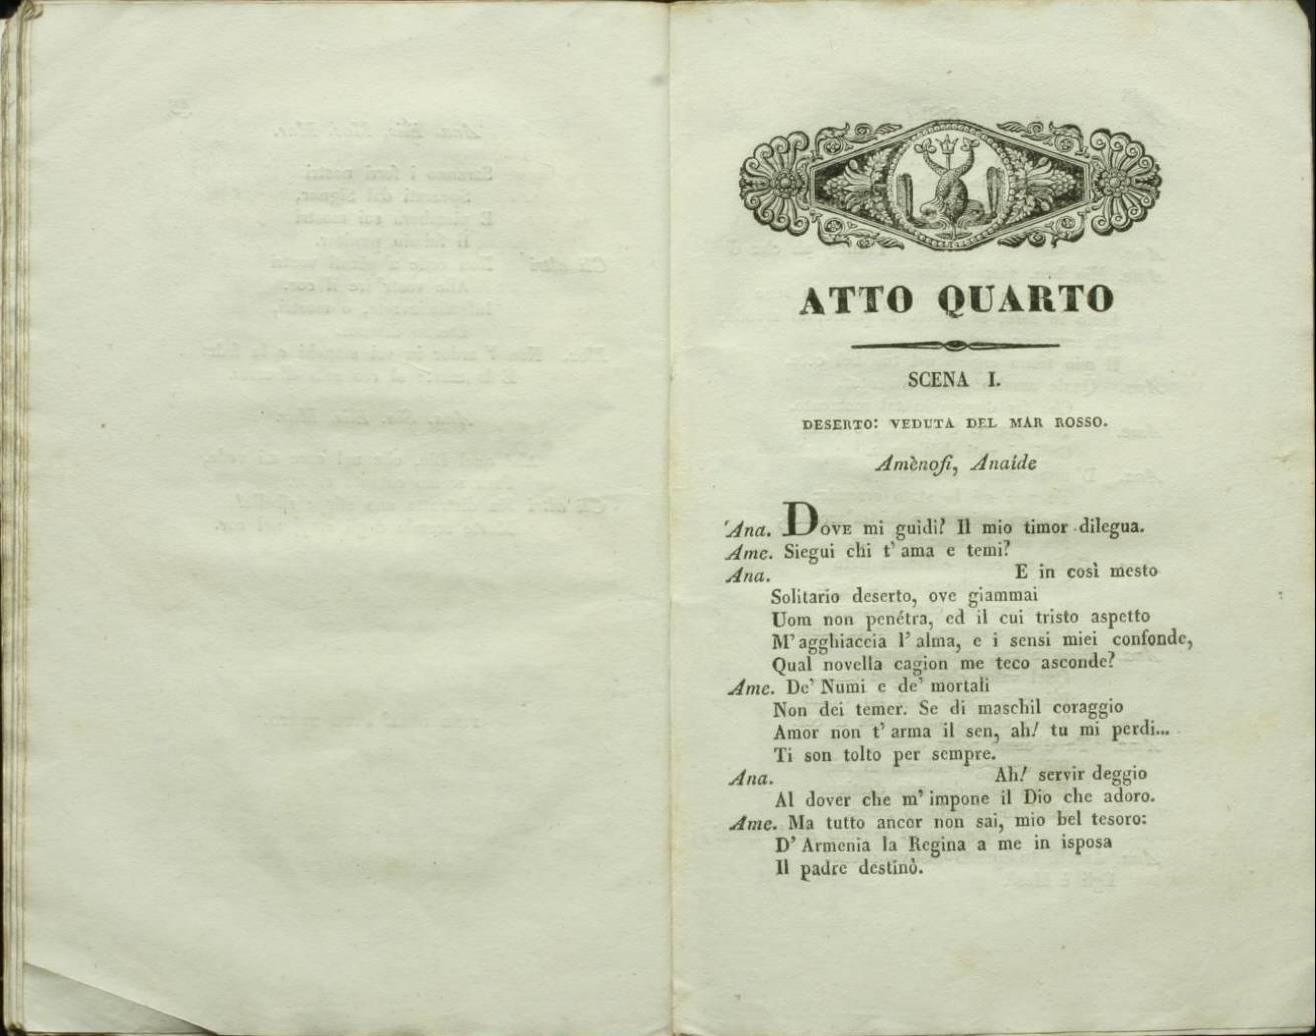 ATTO QUARTO
SCENA I.
DESERTO: VEDUTA DEL MAR ROSSO.
Amènofi, Anaide
Ana. DOVE mi guidi? Il mio timor dilegua.
Ame. Siegui chi t' ama e temi?
Ana. E in così mesto
Solitario deserto, ove giammai
Uom non penétra, ed il cui tristo aspetto
M' agghiaccia l' alma, e i sensi miei confonde,
Qual novella cagion me teco asconde?
Ame. De' Numi e de' mortali
Non dei temer. Se di maschil coraggio
Amor non t' arma il sen, ah! tu mi perdi...
Ti son tolto per sempre.
Ana. Ah! servir deggio
Al dover che m' impone il Dio che adoro.
Ame. Ma tutto ancor non sai, mio bel tesoro:
D' Armenia la Regina a me in isposa
Il padre destinò.